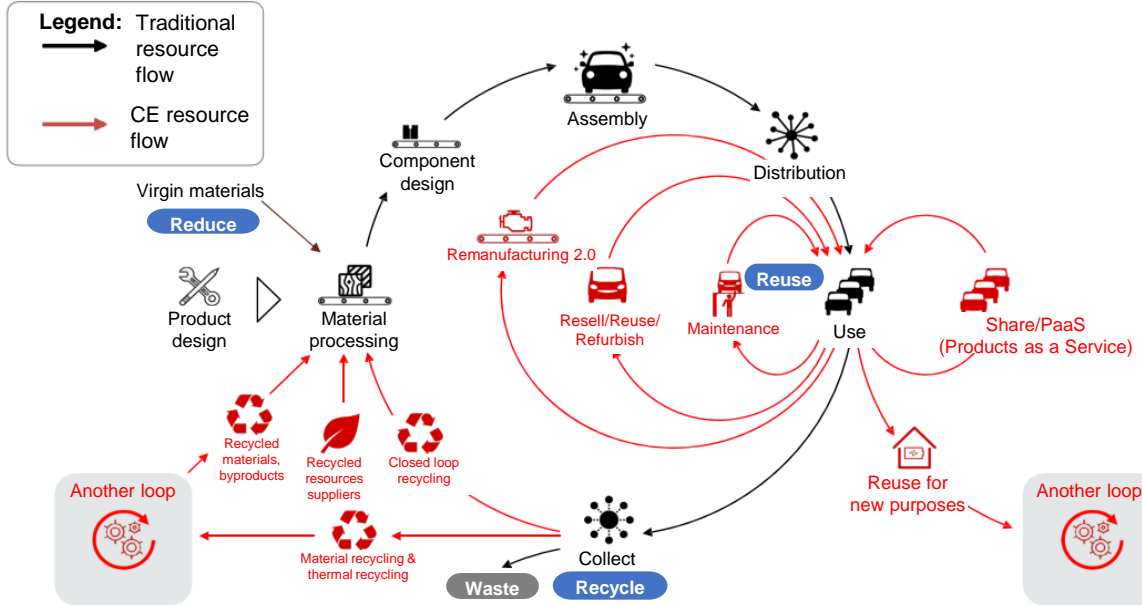 Legend: Traditional
resource
flow
CE resource
flow
Assembly
Component
design
Distribution
Virgin materials
Reduce
Remanufacturing 2.0
Reuse
Product
design
Material
processing
Resell/Reuse/
Refurbish
Maintenance
Use
Share/PaaS
(Products as a Service)
Recycled
materials,
byproducts
Recycled
resources
suppliers
Closed loop
recycling
Another loop
Reuse for
new purposes
Another loop
Material recycling &
thermal recycling
Collect
Waste
Recycle